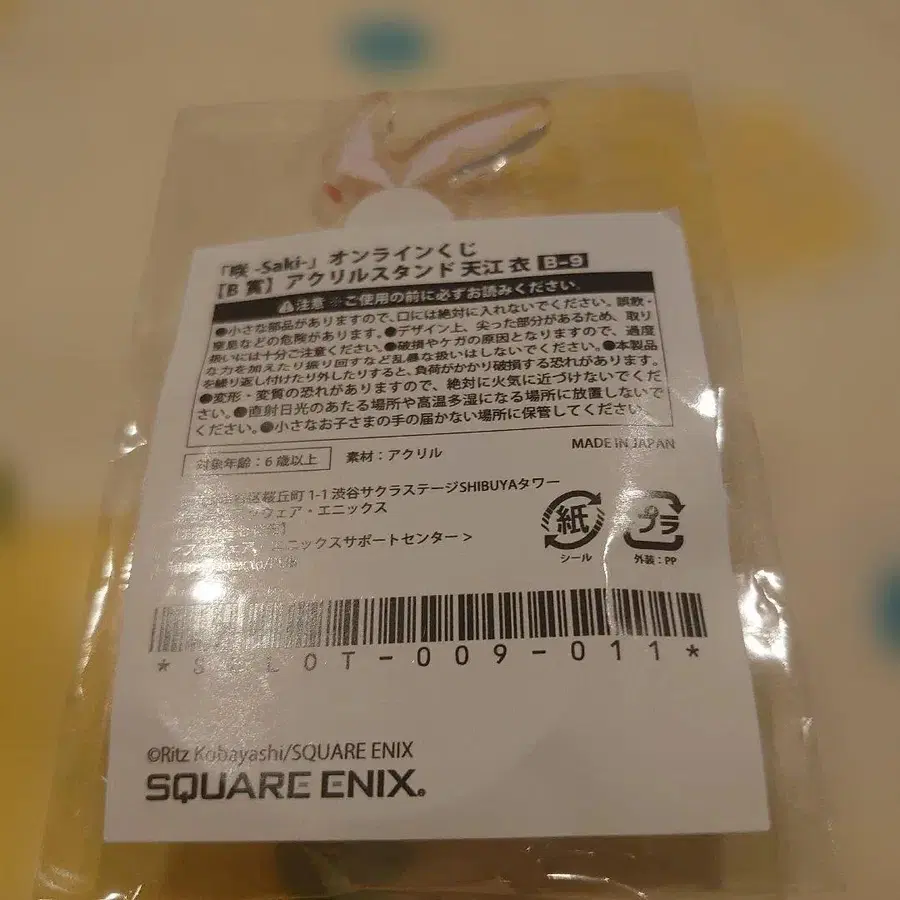 「咲 -Saki-」オンラインくじ
【B 賞】アクリルスタンド 天江 衣 B-9
注意 ※ご使用の前に必ずお読みください。
●小さな部品がありますので、口には絶対に入れないでください。誤飲・
窒息などの危険があります。●デザイン上、尖った部分があるため、取り
扱いには十分ご注意ください。●破損やケガの原因となりますので、過度
な力を加えたり振り回すなど乱暴な扱いはしないでください。●本製品
を繰り返し付けたり外したりすると、負荷がかかり破損する恐れがあります。
●変形・変質の恐れがありますので、絶対に火気に近づけないでくだ
さい。●直射日光のあたる場所や高温多湿になる場所に放置しないで
ください。●小さなお子さまの手の届かない場所に保管してください。
MADE IN JAPAN
対象年齢：6 歳以上 素材：アクリル
区桜丘町 1-1 渋谷サクラステージSHIBUYAタワー
ウェア・エニックス
エニックスサポートセンター >
紙
シール
プラ
外装：PP
LOT-009-011*
©Ritz Kobayashi/SQUARE ENIX
SQUARE ENIX.